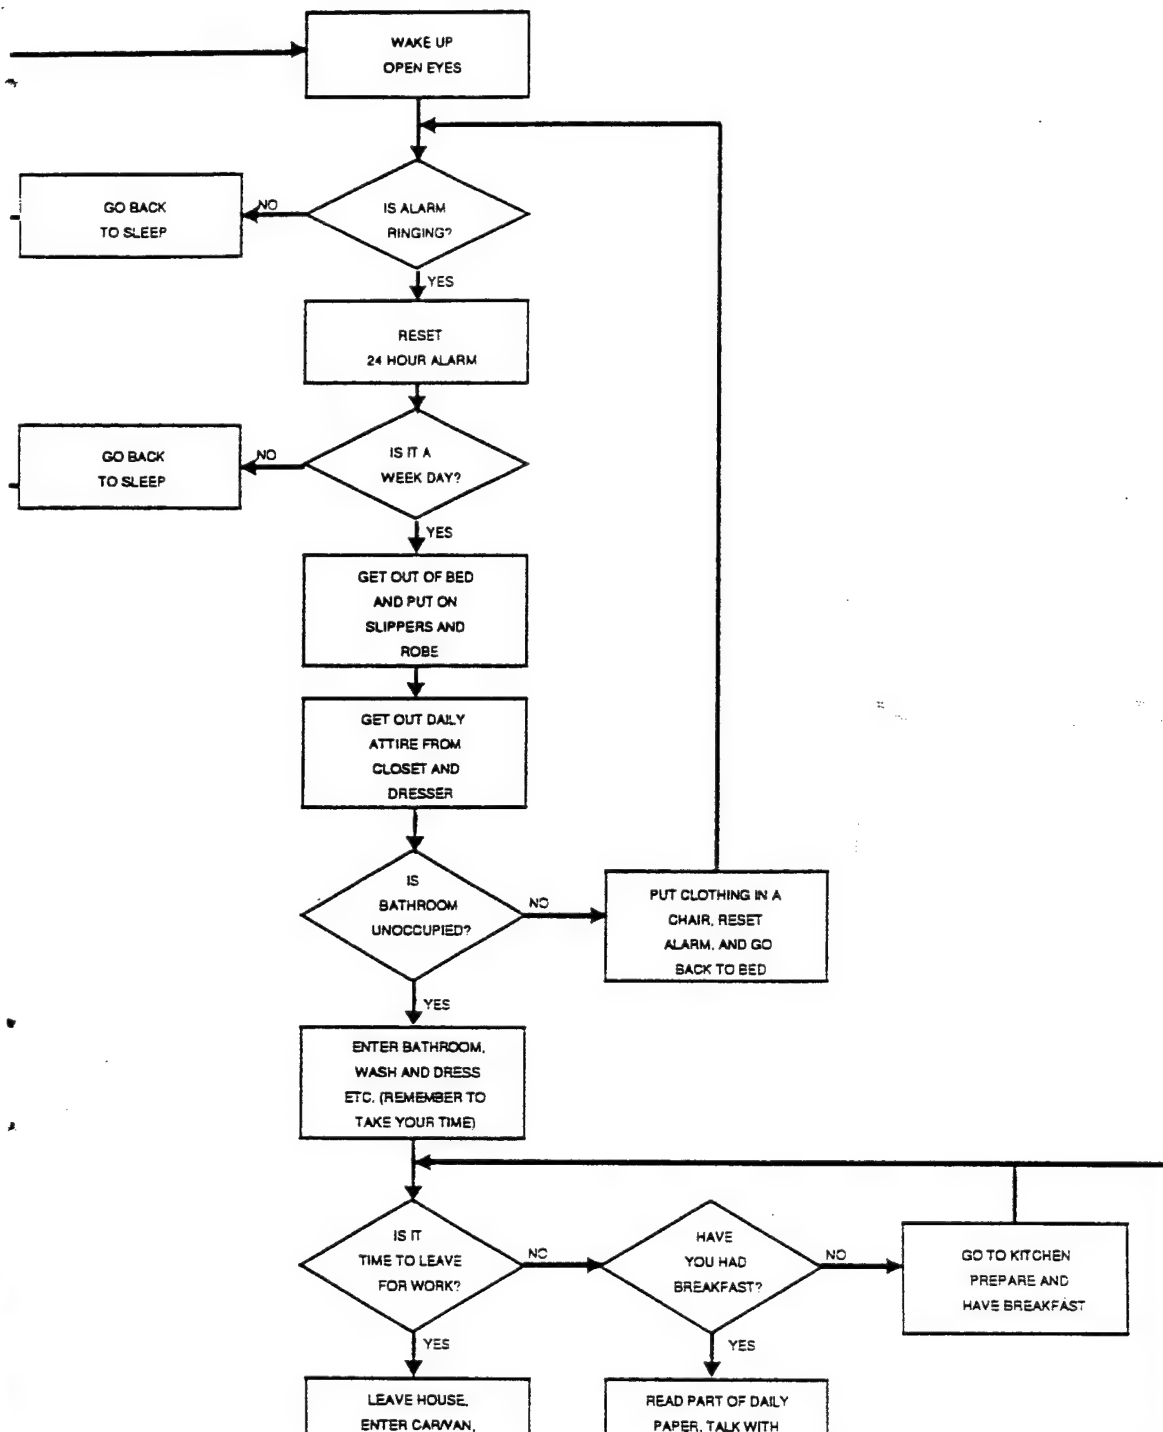 WAKE UP
OPEN EYES
GO BACK
TO SLEEP
NO
IS ALARM
RINGING?
YES
RESET
24 HOUR ALARM
GO BACK
TO SLEEP
NO
IS IT A
WEEK DAY?
YES
GET OUT OF BED
AND PUT ON
SLIPPERS AND
ROBE
GET OUT DAILY
ATTIRE FROM
CLOSET AND
DRESSER
IS
BATHROOM
UNOCCUPIED?
NO
PUT CLOTHING IN A
CHAIR, RESET
ALARM, AND GO
BACK TO BED
YES
ENTER BATHROOM,
WASH AND DRESS
ETC. (REMEMBER TO
TAKE YOUR TIME)
IS IT
TIME TO LEAVE
FOR WORK?
NO
HAVE
YOU HAD
BREAKFAST?
NO
GO TO KITCHEN
PREPARE AND
HAVE BREAKFAST
YES
YES
LEAVE HOUSE,
ENTER CAR/VAN,
READ PART OF DAILY
PAPER, TALK WITH